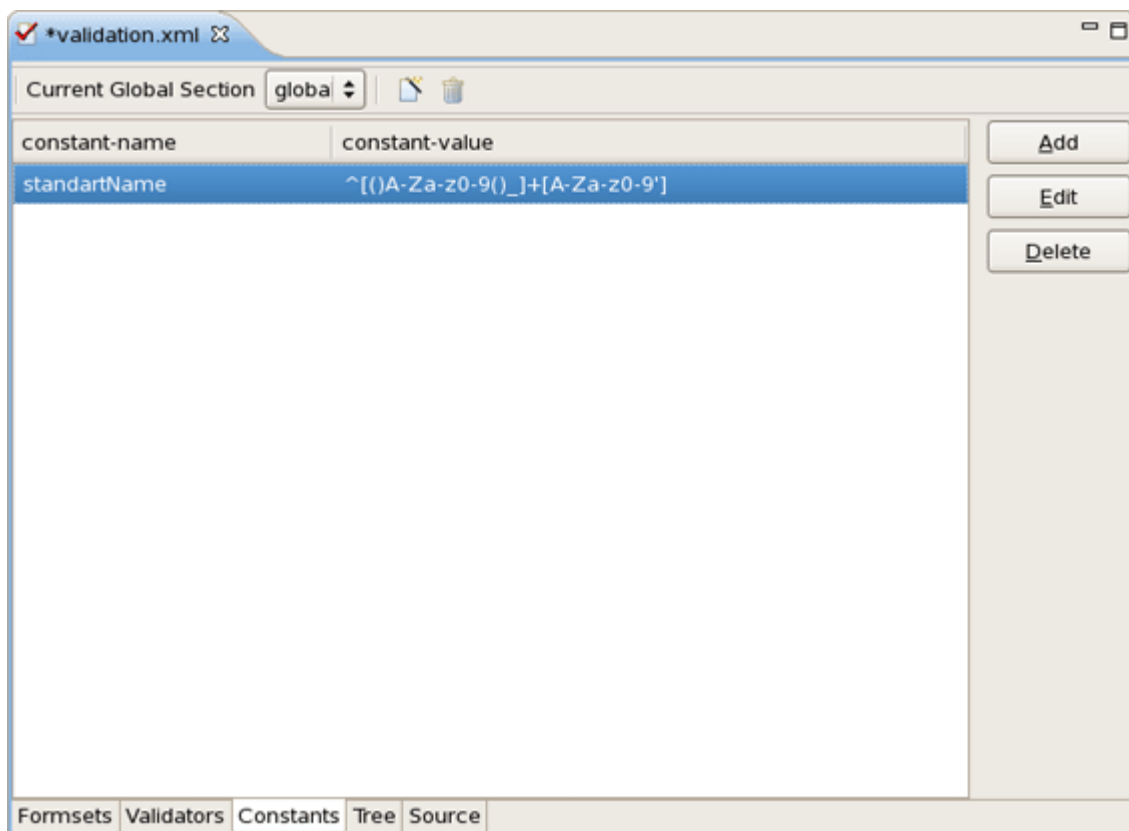 *validation.xml
Current Global Section globa
constant-name constant-value Add
standartName ^[()A-Za-z0-9()_]+[A-Za-z0-9'] Edit
Delete
Formsets Validators Constants Tree Source